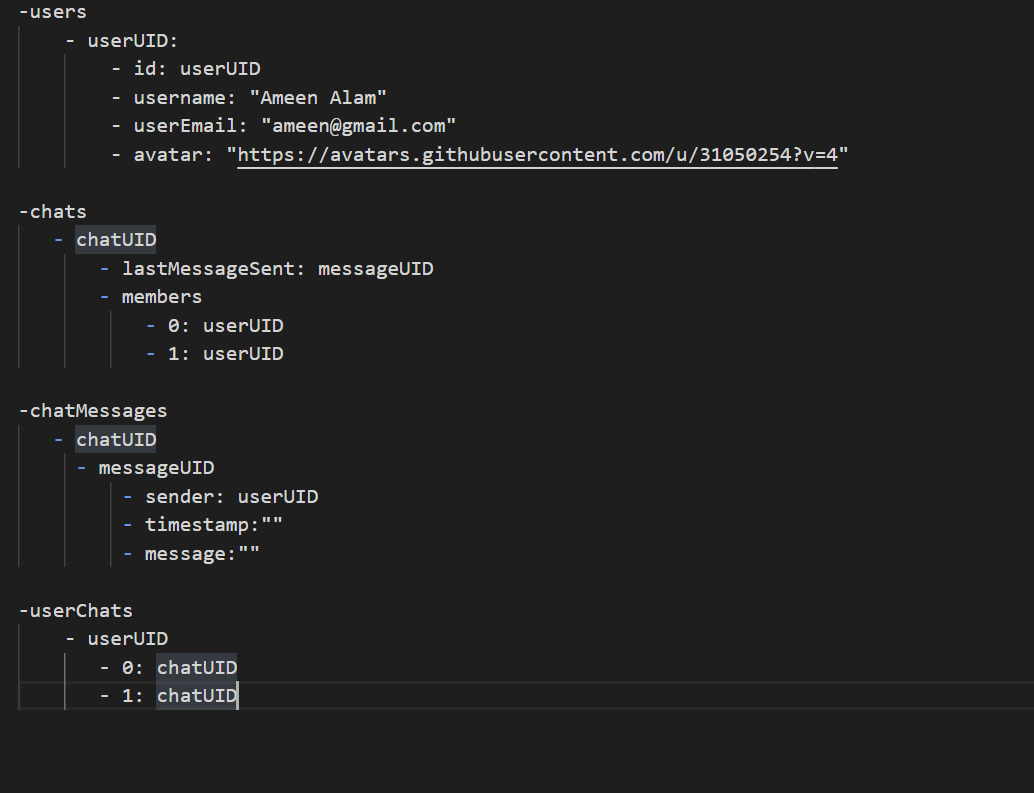 -users
- userUID:
- id: userUID
- username: "Ameen Alam"
- userEmail: "ameen@gmail.com"
- avatar: "https://avatars.githubusercontent.com/u/31050254?v=4"
-chats
- chatUID
- lastMessageSent: messageUID
- members
- 0: userUID
- 1: userUID
-chatMessages
- chatUID
- messageUID
- sender: userUID
- timestamp:""
- message:""
-userChats
- userUID
- 0: chatUID
- 1: chatUID